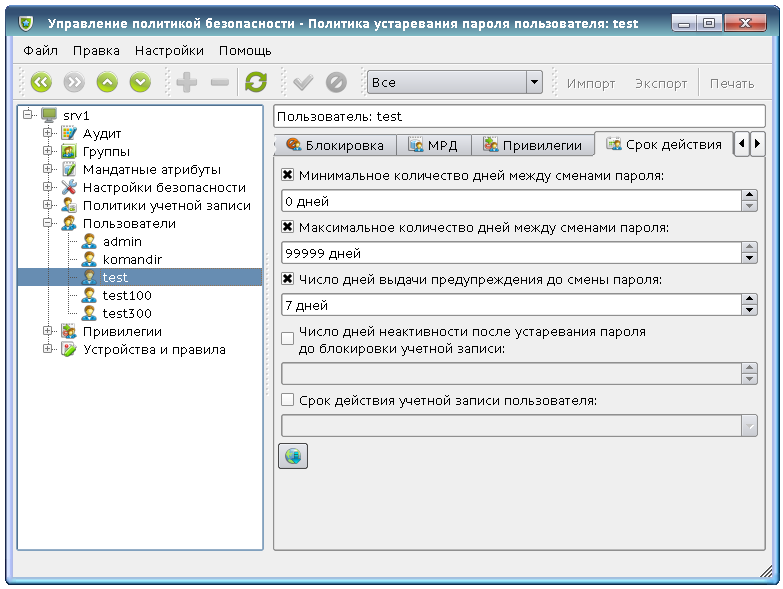 Управление политикой безопасности - Политика устаревания пароля пользователя: test
Файл Правка Настройки Помощь
Все Импорт Экспорт Печать
srv1
Аудит
Группы
Мандатные атрибуты
Настройки безопасности
Политики учетной записи
Пользователи
admin
komandir
test
test100
test300
Привилегии
Устройства и правила
Пользователь: test
Блокировка МРД Привилегии Срок действия
Минимальное количество дней между сменами пароля:
0 дней
Максимальное количество дней между сменами пароля:
99999 дней
Число дней выдачи предупреждения до смены пароля:
7 дней
Число дней неактивности после устаревания пароля
до блокировки учетной записи:
Срок действия учетной записи пользователя: